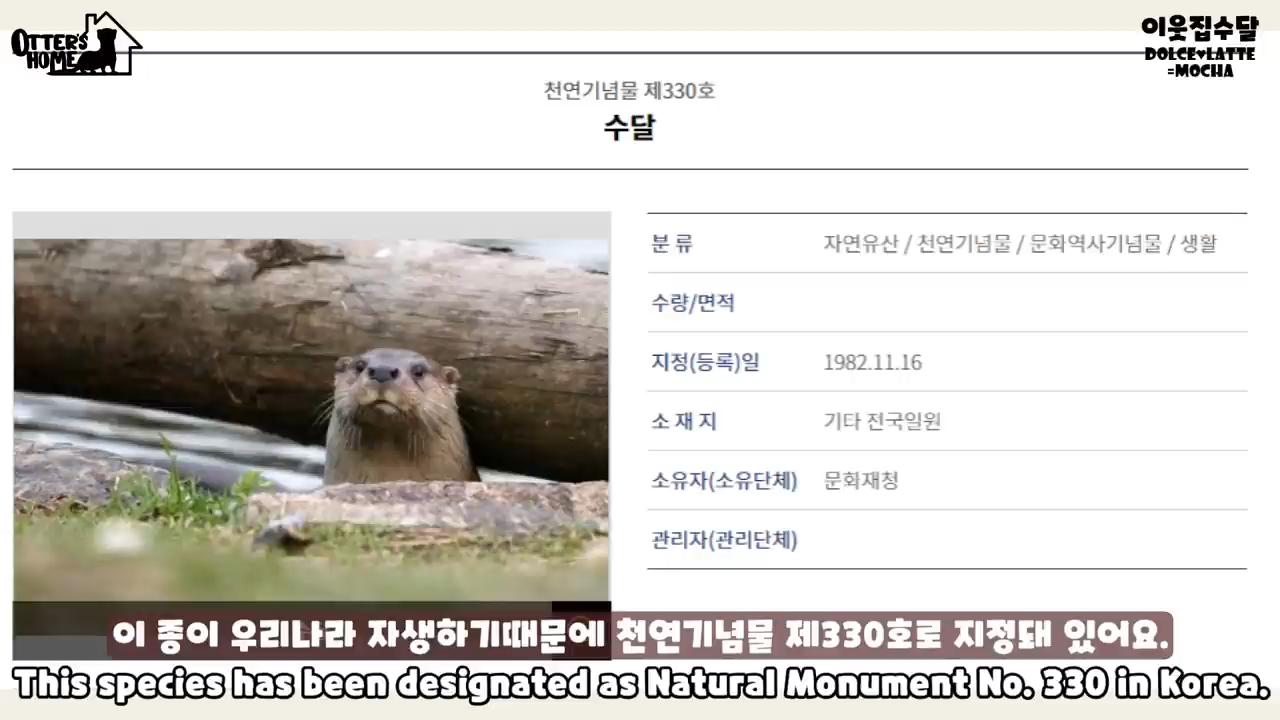 OTTER'S
HOME
이웃집수달
DOLCE♥LATTE
=MOCHA
천연기념물 제330호
수달
분 류 자연유산 / 천연기념물 / 문화역사기념물 / 생활
수량/면적
지정(등록)일 1982.11.16
소 재 지 기타 전국일원
소유자(소유단체) 문화재청
관리자(관리단체)
이 종이 우리나라 자생하기때문에 천연기념물 제330호로 지정돼 있어요.
This species has been designated as Natural Monument No. 330 in Korea.